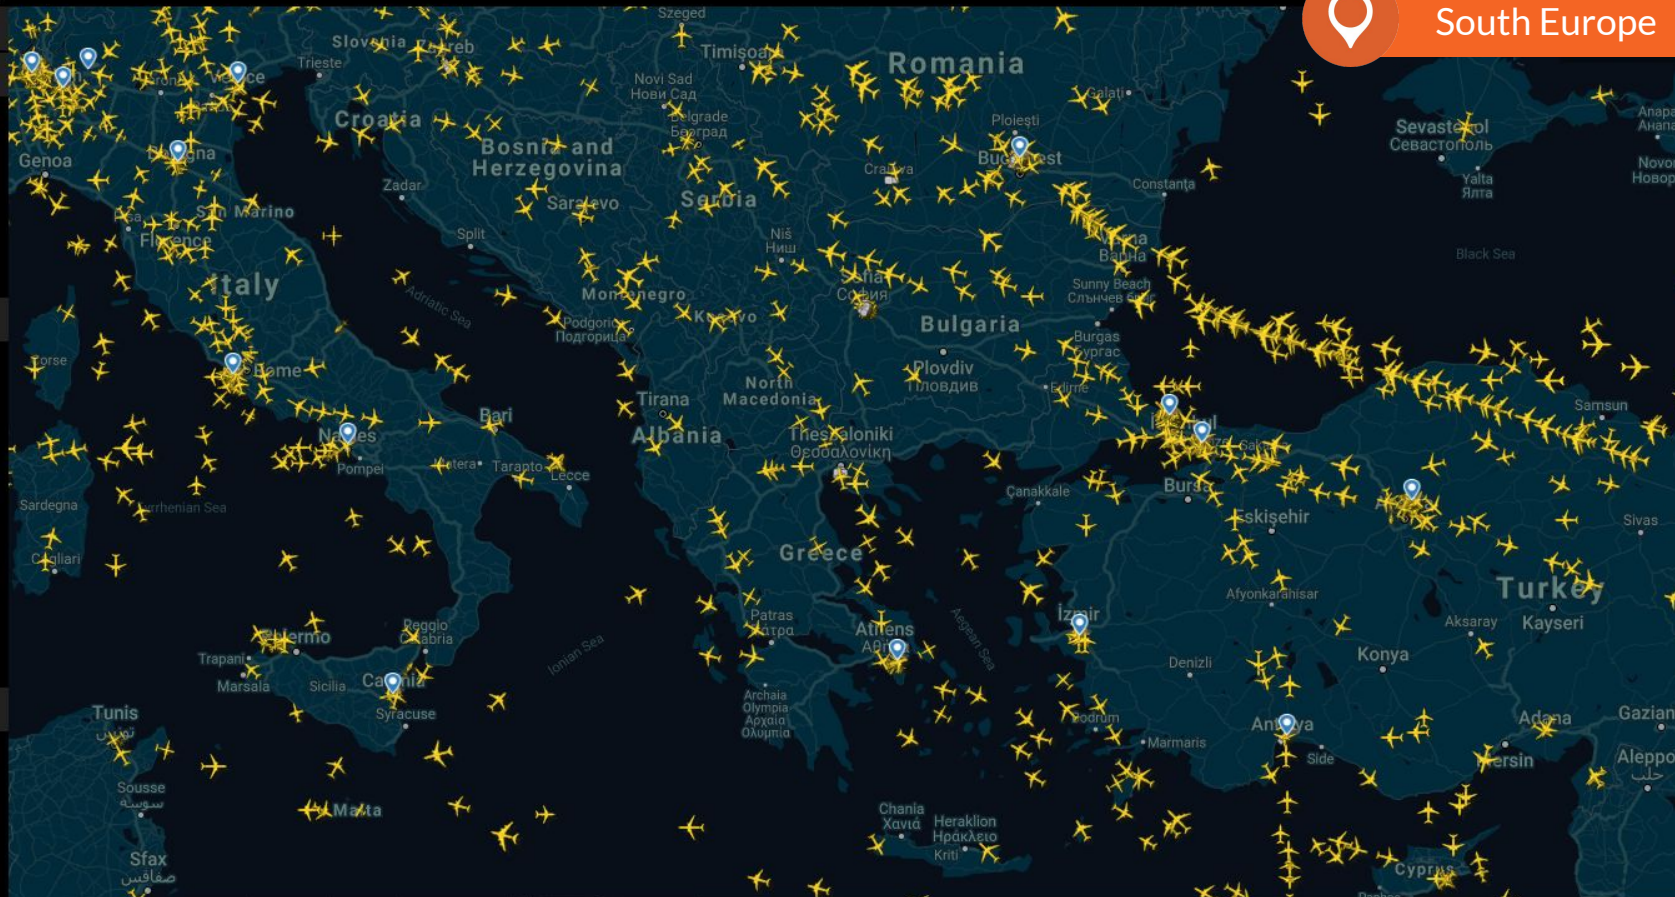 South Europe
Szeged
Slovenia
Zagreb
Timișoara
Romania
Trieste
Venice
Novi Sad
Нови Сад
Galați
Croatia
Belgrade
Београд
Ploiești
Sevastopol
Севастополь
Genoa
Bologna
Bosnia and
Herzegovina
Bucharest
Craiova
Yalta
Ялта
Zadar
Constanța
Serbia
Sarajevo
Pisa
San Marino
Florence
Split
Niš
Ниш
Varna
Варна
Black Sea
Italy
Adriatic Sea
Montenegro
Sofia
София
Sunny Beach
Слънчев бряг
Podgorica
Подгорица
Kosovo
Bulgaria
Burgas
Бургас
Corse
Rome
Plovdiv
Пловдив
North
Macedonia
Edirne
Tirana
Samsun
Bari
Naples
Albania
Thessaloniki
Θεσσαλονίκη
Pompei
Matera
Taranto
Lecce
Çanakkale
Bursa
Sardegna
Tyrrhenian Sea
Eskişehir
Sivas
Cagliari
Greece
Turkey
Afyonkarahisar
Kayseri
Aksaray
Patras
Πάτρα
Athens
Αθήνα
Aegean Sea
İzmir
Reggio
Calabria
Palermo
Ionian Sea
Trapani
Marsala
Sicilia
Catania
Denizli
Konya
Archaia
Olympia
Αρχαία
Ολυμπία
Syracuse
Tunis
تونس
Bodrum
Marmaris
Antalya
Side
Adana
Mersin
Aleppo
حلب
Sousse
سوسة
Malta
Chania
Χανιά
Heraklion
Ηράκλειο
Kriti
Sfax
صفاقس
Cyprus